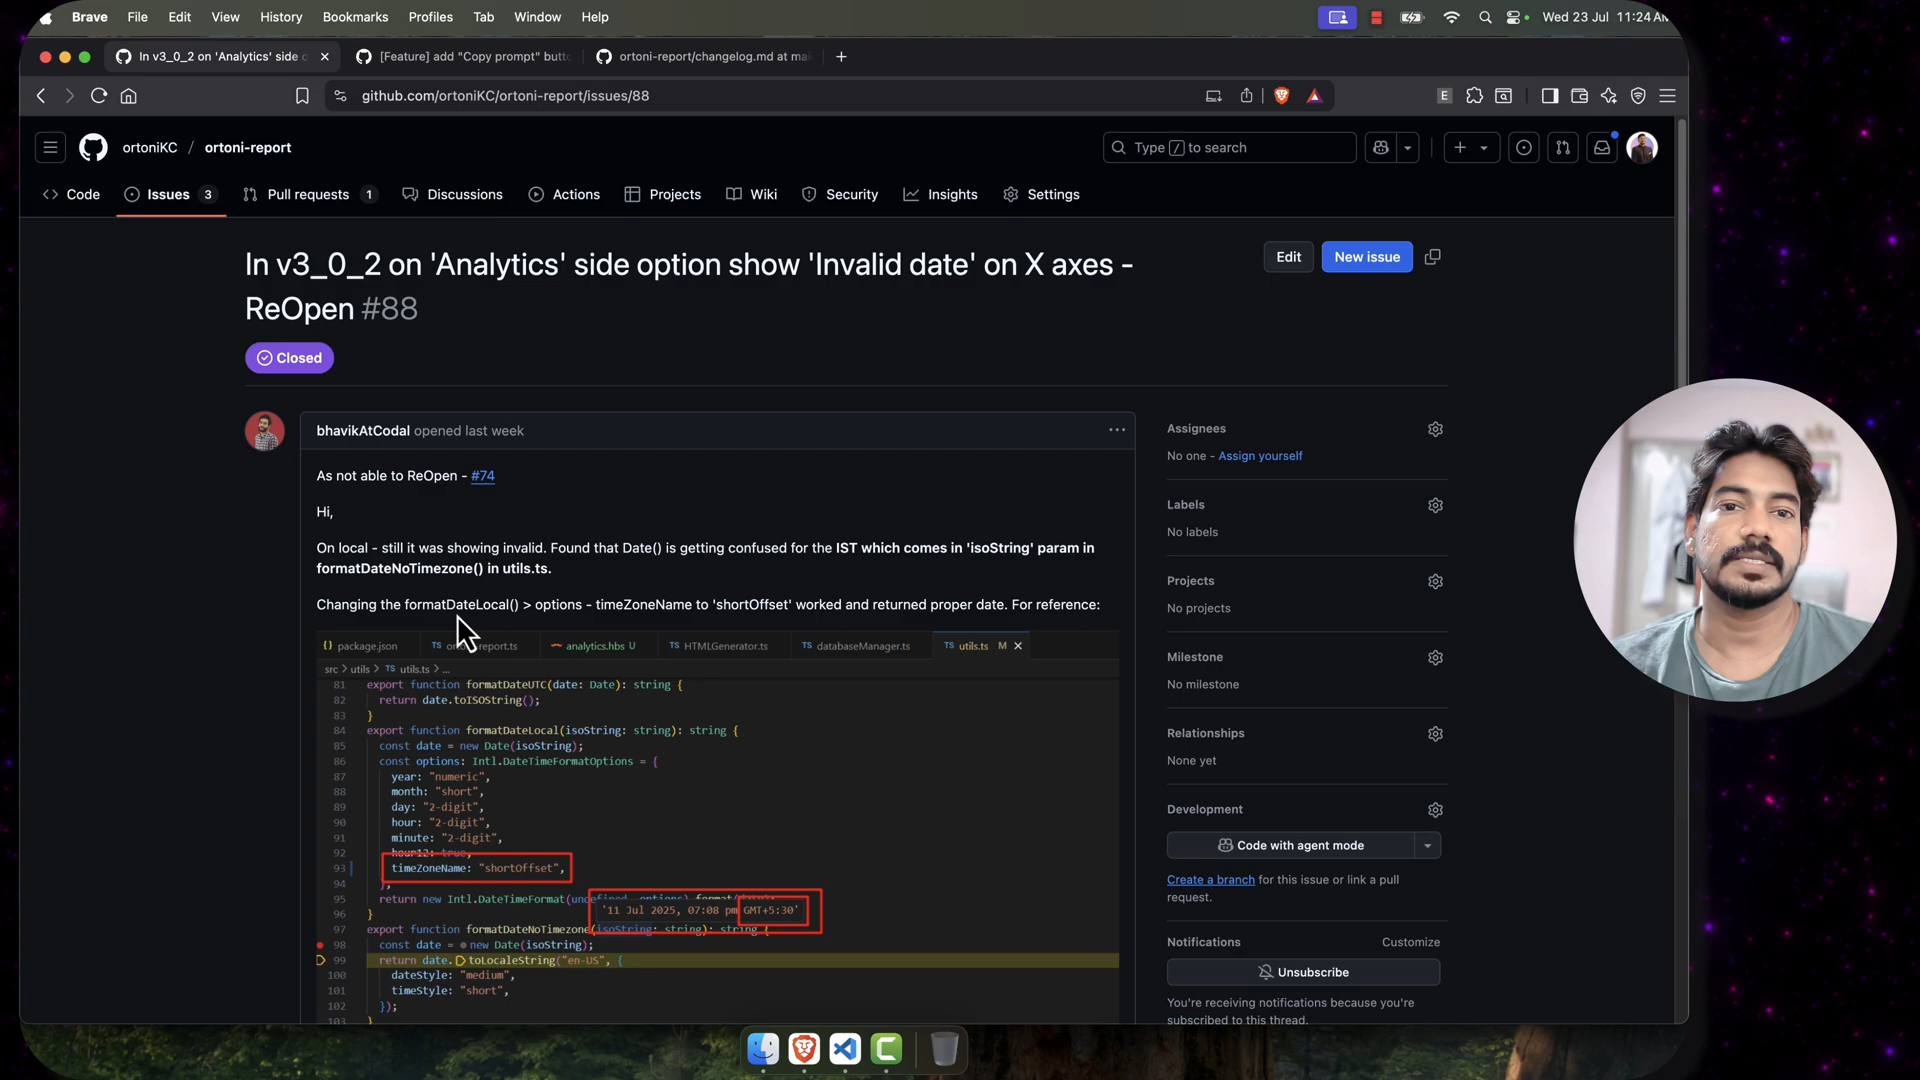 Brave File Edit View History Bookmarks Profiles Tab Window Help Wed 23 Jul 11:24
In v3_0_2 on 'Analytics' side [Feature] add "Copy prompt" ortoni-report/changelog.md at
github.com/ortoniKC/ortoni-report/issues/88 E
ortoniKC / ortoni-report Type / to search
Code Issues 3 Pull requests 1 Discussions Actions Projects Wiki Security Insights Settings
In v3_0_2 on 'Analytics' side option show 'Invalid date' on X axes -
ReOpen #88
Edit New issue
Closed
bhavikAtCodal opened last week
As not able to ReOpen - #74
Hi,
On local - still it was showing invalid. Found that Date() is getting confused for the IST which comes in 'isoString' param in
formatDateNoTimezone() in utils.ts.
Changing the formatDateLocal() > options - timeZoneName to 'shortOffset' worked and returned proper date. For reference:
{} package.json TS report.ts analytics.hbs U TS HTMLGenerator.ts TS databaseManager.ts TS utils.ts M
src > utils > TS utils.ts > ...
81 export function formatDateUTC(date: Date): string {
82 return date.toISOString();
83 }
84 export function formatDateLocal(isoString: string): string {
85 const date = new Date(isoString);
86 const options: Intl.DateTimeFormatOptions = {
87 year: "numeric",
88 month: "short",
89 day: "2-digit",
90 hour: "2-digit",
91 minute: "2-digit",
92 hour12: true,
93 timeZoneName: "shortOffset",
94 };
95 return new Intl.DateTimeFormat(
'11 Jul 2025, 07:08 pm GMT+5:30'
96 }
97 export function formatDateNoTimezone(isoString: string): string {
98 const date = new Date(isoString);
99 return date. toLocaleString("en-US", {
100 dateStyle: "medium",
101 timeStyle: "short",
102 });
103 }
Assignees
No one - Assign yourself
Labels
No labels
Projects
No projects
Milestone
No milestone
Relationships
None yet
Development
Code with agent mode
Create a branch for this issue or link a pull
request.
Notifications Customize
Unsubscribe
You're receiving notifications because you're
subscribed to this thread.